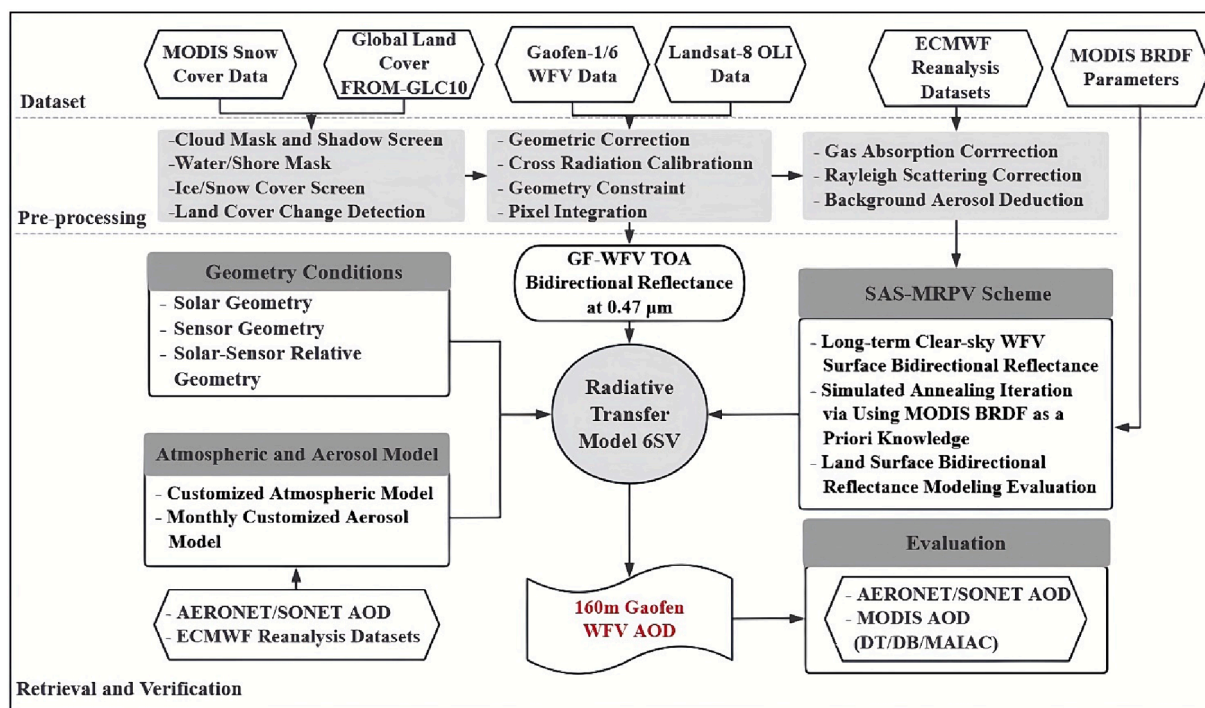 MODIS Snow
Cover Data
Global Land
Cover
FROM-GLC10
Gaofen-1/6
WFV Data
Landsat-8 OLI
Data
ECMWF
Reanalysis
Datasets
MODIS BRDF
Parameters
Dataset
-Cloud Mask and Shadow Screen
-Water/Shore Mask
-Ice/Snow Cover Screen
-Land Cover Change Detection
- Geometric Correction
- Cross Radiation Calibrationn
- Geometry Constraint
- Pixel Integration
- Gas Absorption Corrrection
- Rayleigh Scattering Correction
- Background Aerosol Deduction
Pre-processing
Geometry Conditions
- Solar Geometry
- Sensor Geometry
- Solar-Sensor Relative
Geometry
GF-WFV TOA
Bidirectional Reflectance
at 0.47 μm
SAS-MRPV Scheme
- Long-term Clear-sky WFV
Surface Bidirectional Reflectance
- Simulated Annealing Iteration
via Using MODIS BRDF as a
Priori Knowledge
- Land Surface Bidirectional
Reflectance Modeling Evaluation
Radiative
Transfer
Model 6SV
Atmospheric and Aerosol Model
- Customized Atmospheric Model
- Monthly Customized Aerosol
Model
- AERONET/SONET AOD
- ECMWF Reanalysis Datasets
160m Gaofen
WFV AOD
Evaluation
- AERONET/SONET AOD
- MODIS AOD
(DT/DB/MAIAC)
Retrieval and Verification